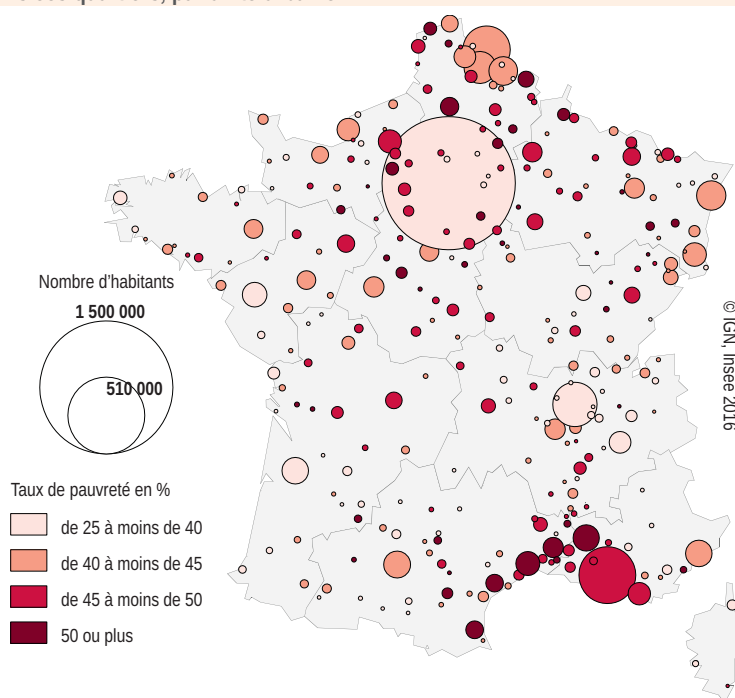 Nombre d'habitants
1 500 000
510 000
Taux de pauvreté en %
de 25 à moins de 40
de 40 à moins de 45
de 45 à moins de 50
50 ou plus
© IGN, Insee 2016